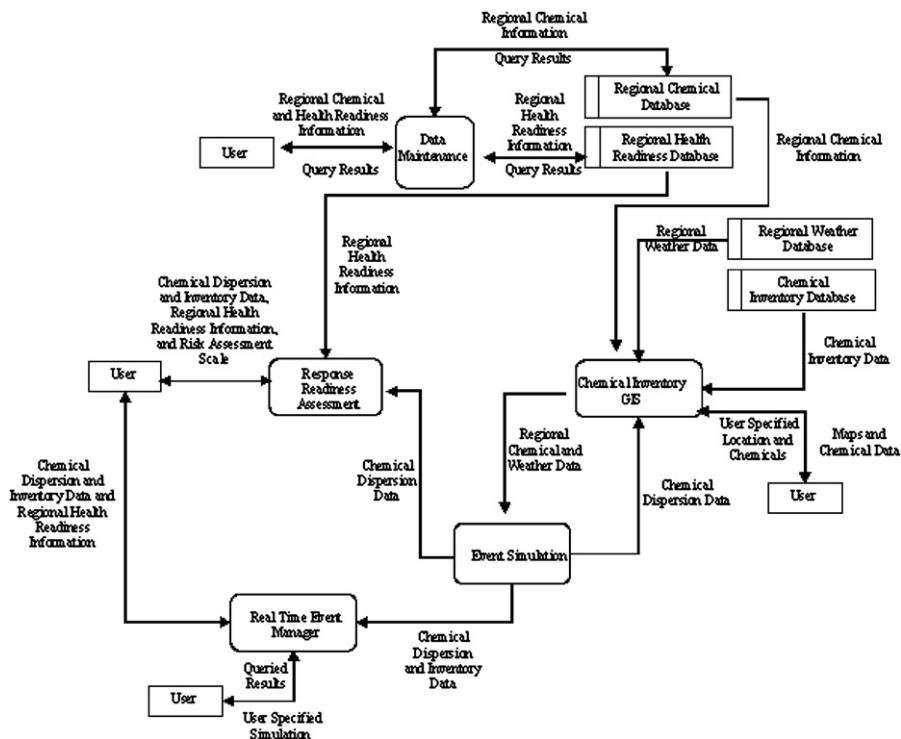 Regional Chemical
Information
Query Results
Regional Chemical
and Health Readiness
Information
Query Results
User
Data
Maintenance
Regional
Health
Readiness
Information
Query Results
Regional Chemical
Database
Regional Health
Readiness Database
Regional Chemical
Information
Regional
Weather Data
Regional Weather
Database
Chemical
Inventory Database
Regional
Health
Readiness
Information
Chemical Dispersion
and Inventory Data,
Regional Health
Readiness Information,
and Risk Assessment
Scale
Chemical
Inventory Data
User
Response
Readiness
Assessment
Chemical Inventory
GIS
Regional
Chemical and
Weather Data
User Specified
Location and
Chemicals
Maps and
Chemical Data
User
Chemical
Dispersion
Data
Chemical
Dispersion Data
Chemical
Dispersion and
Inventory Data and
Regional Health
Readiness
Information
Event Simulation
Real Time Event
Manager
Chemical
Dispersion
and Inventory
Data
Queried
Results
User
User Specified
Simulation